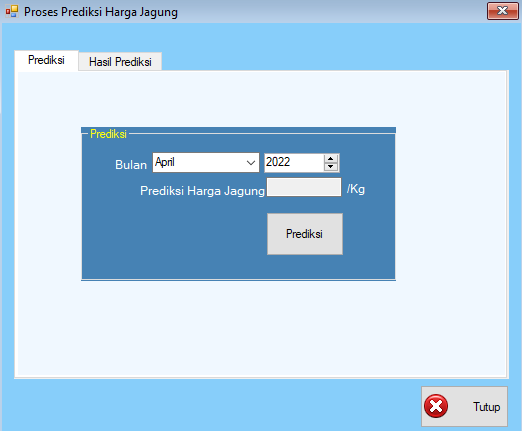 Proses Prediksi Harga Jagung
Prediksi Hasil Prediksi
Prediksi
Bulan April 2022
Prediksi Harga Jagung /Kg
Prediksi
Tutup